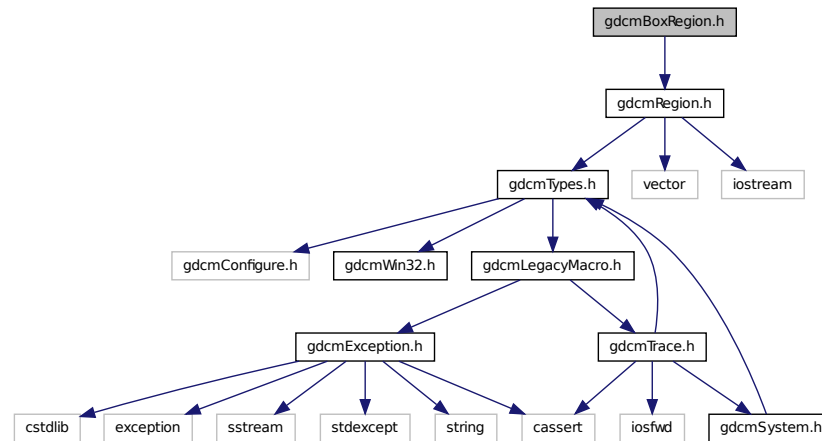 gdcmBoxRegion.h
gdcmRegion.h
gdcmTypes.h
vector
iostream
gdcmConfigure.h
gdcmWin32.h
gdcmLegacyMacro.h
gdcmException.h
gdcmTrace.h
cstdlib
exception
sstream
stdexcept
string
cassert
iosfwd
gdcmSystem.h